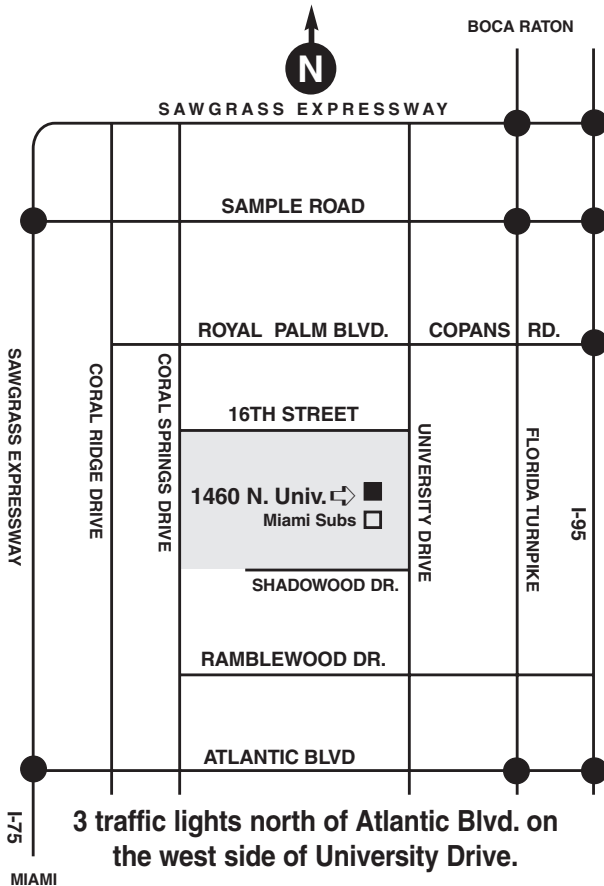 BOCA RATON
N
SAWGRASS EXPRESSWAY
SAMPLE ROAD
ROYAL PALM BLVD.
COPANS RD.
SAWGRASS EXPRESSWAY
CORAL RIDGE DRIVE
CORAL SPRINGS DRIVE
16TH STREET
UNIVERSITY DRIVE
FLORIDA TURNPIKE
I-95
1460 N. Univ.
Miami Subs
SHADOWOOD DR.
RAMBLEWOOD DR.
ATLANTIC BLVD
I-75
MIAMI
3 traffic lights north of Atlantic Blvd. on
the west side of University Drive.